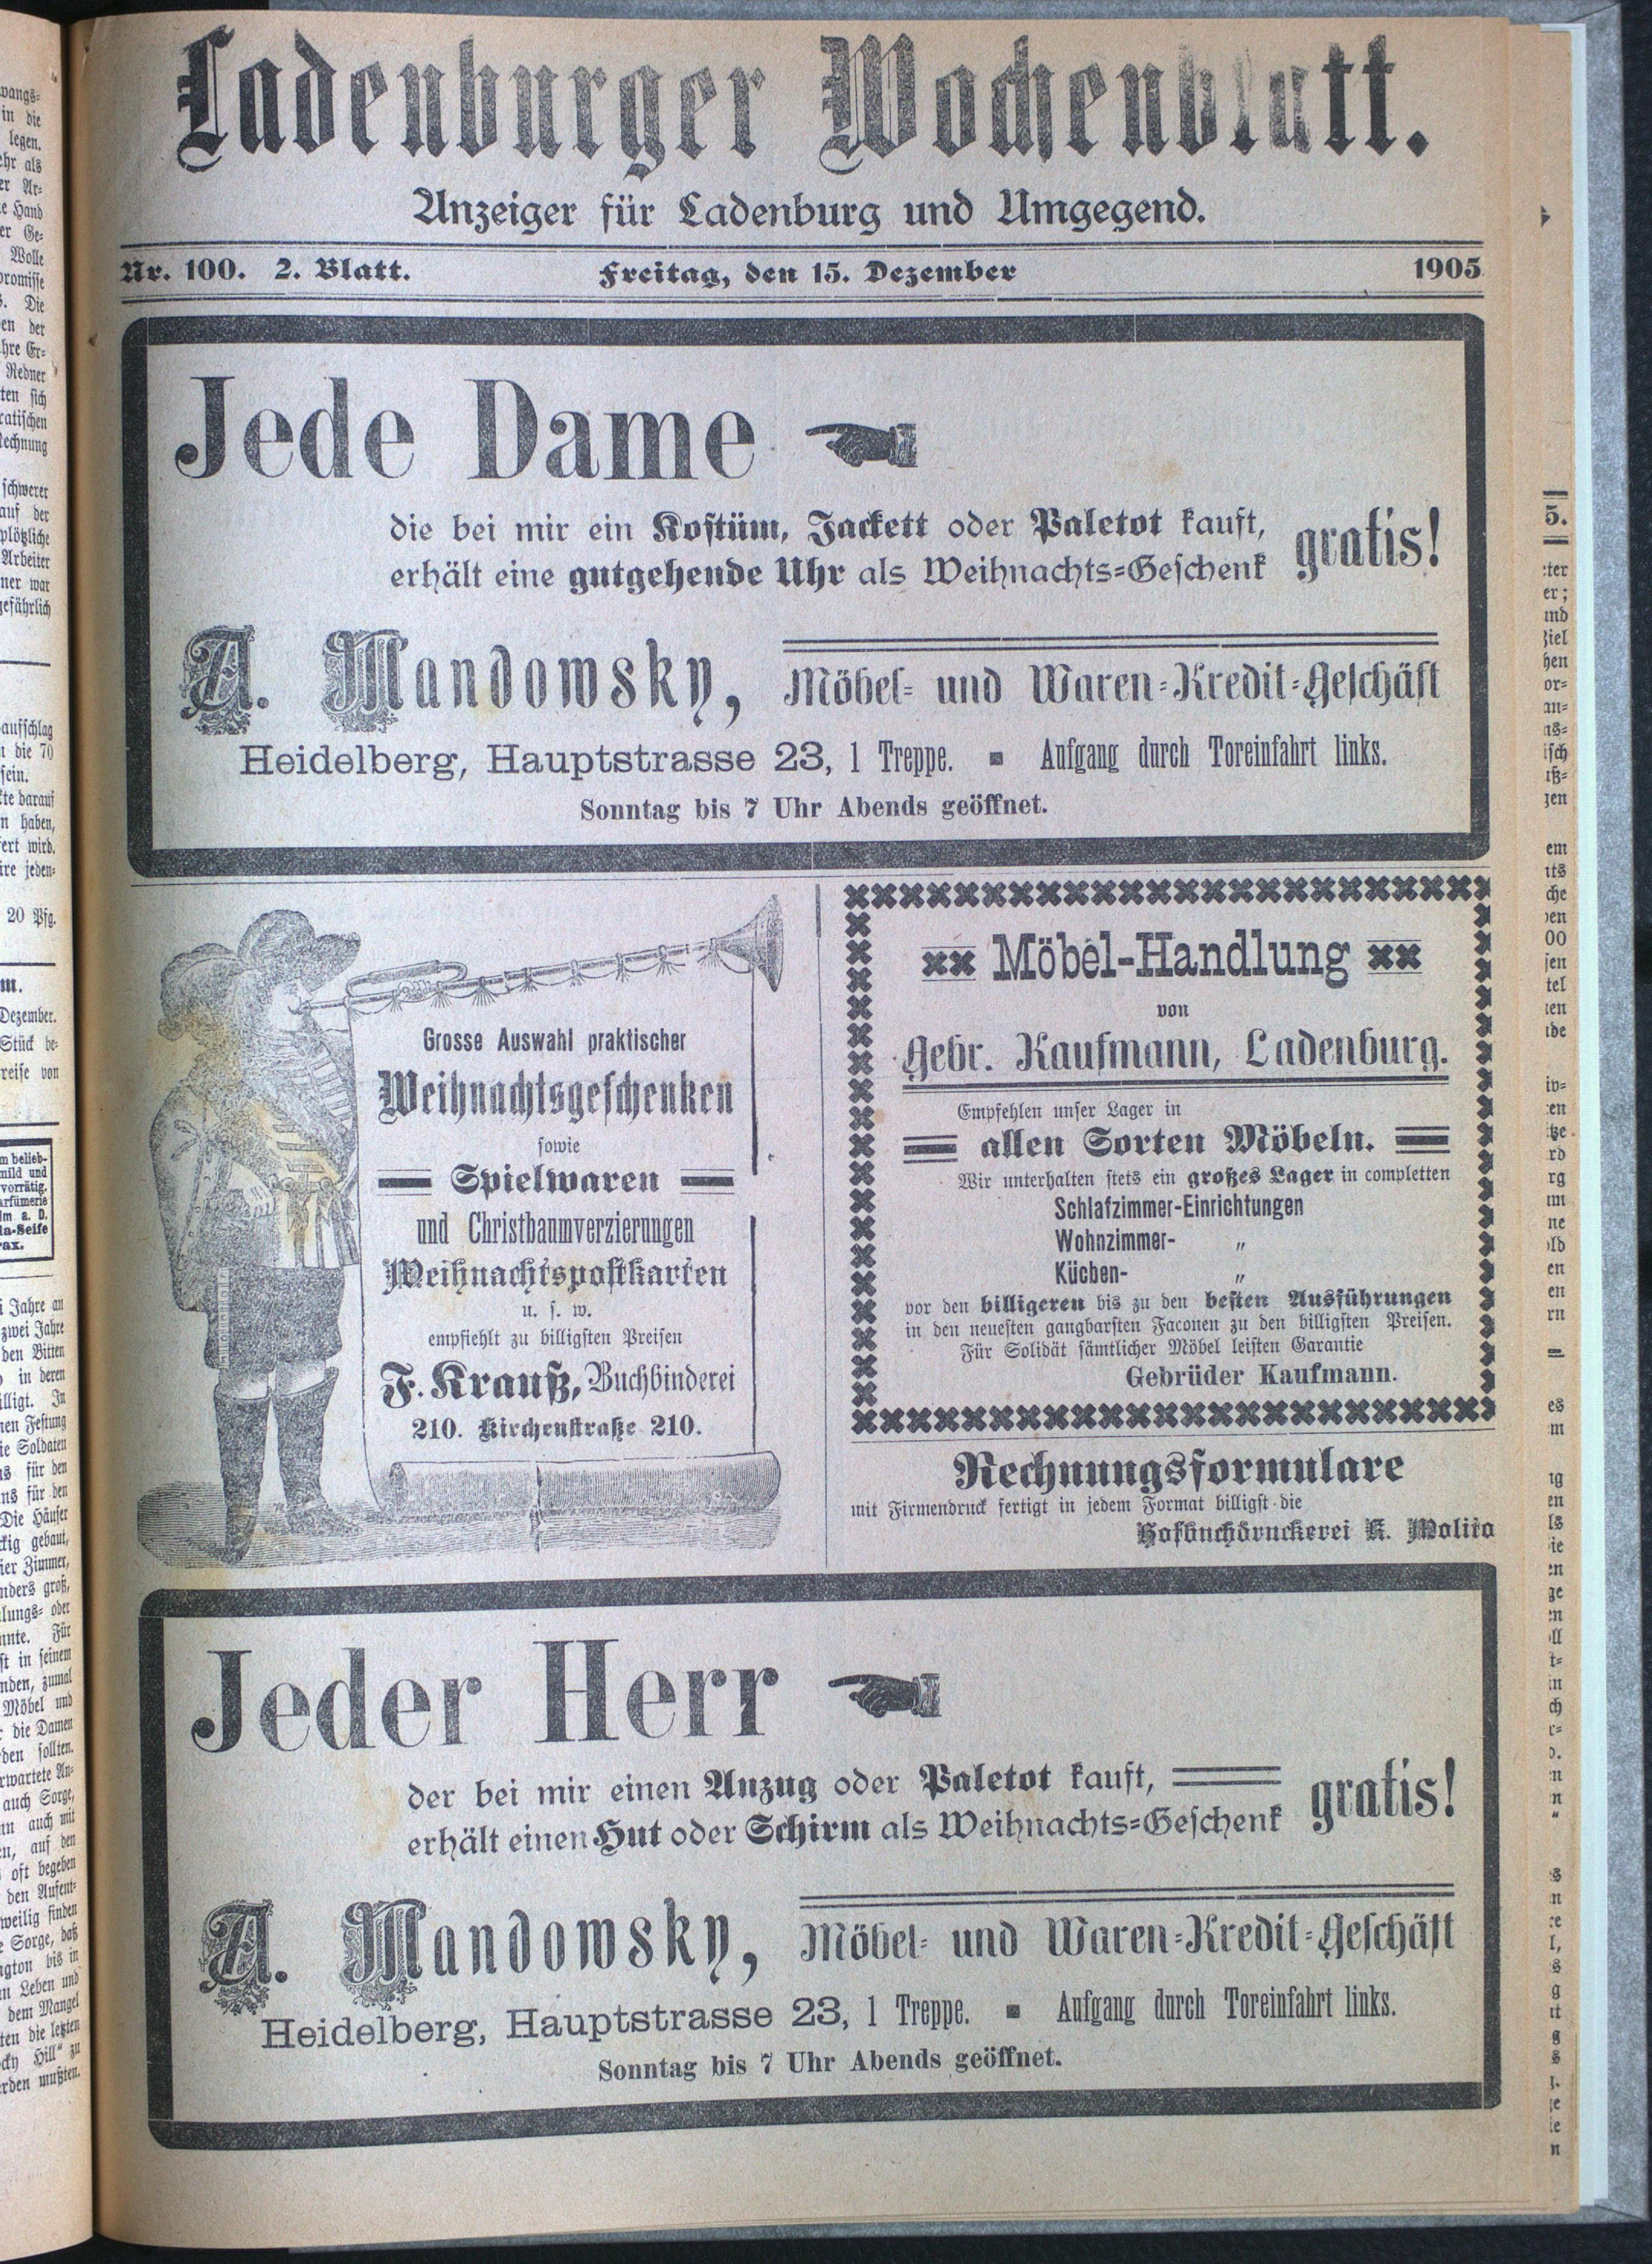 Ladenburger Wochenblatt.
Anzeiger für Ladenburg und Umgegend.
Nr. 100. 2. Blatt. Freitag, den 15. Dezember 1905
Jede Dame
die bei mir ein Kostüm, Jackett oder Paletot kauft,
erhält eine gutgehende Uhr als Weihnachts-Geschenk gratis!
A. Mandowsky, Möbel- und Waren-Kredit-Geschäft
Heidelberg, Hauptstrasse 23, 1 Treppe. ▪ Aufgang durch Toreinfahrt links.
Sonntag bis 7 Uhr Abends geöffnet.
Grosse Auswahl praktischer
Weihnachtsgeschenken
sowie
Spielwaren
und Christbaumverzierungen
Weihnachtspostkarten
u. s. w.
empfiehlt zu billigsten Preisen
F. Krauß, Buchbinderei
210. Kirchenstraße 210.
Möbel-Handlung
von
Gebr. Kaufmann, Ladenburg.
Empfehlen unser Lager in
allen Sorten Möbeln.
Wir unterhalten stets ein großes Lager in completten
Schlafzimmer-Einrichtungen
Wohnzimmer- "
Küchen- "
vor den billigeren bis zu den besten Ausführungen
in den neuesten gangbarsten Faconen zu den billigsten Preisen.
Für Solidät sämtlicher Möbel leisten Garantie
Gebrüder Kaufmann.
Rechnungsformulare
mit Firmendruck fertigt in jedem Format billigst die
Hofbuchdruckerei K. Molito
Jeder Herr
der bei mir einen Anzug oder Paletot kauft,
erhält einen Hut oder Schirm als Weihnachts-Geschenk gratis!
A. Mandowsky, Möbel- und Waren-Kredit-Geschäft
Heidelberg, Hauptstrasse 23, 1 Treppe. ▪ Aufgang durch Toreinfahrt links.
Sonntag bis 7 Uhr Abends geöffnet.